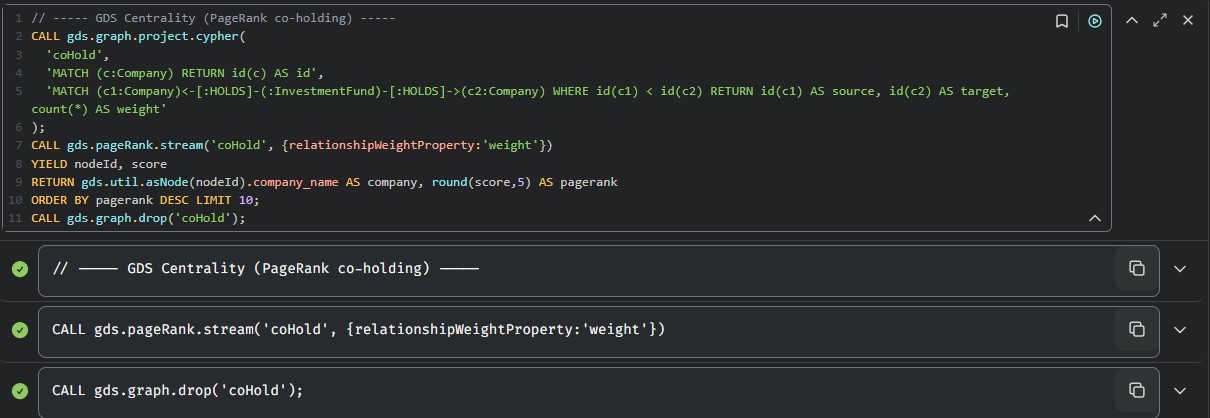 1 // ----- GDS Centrality (PageRank co-holding) -----
2 CALL gds.graph.project.cypher(
3   'coHold',
4   'MATCH (c:Company) RETURN id(c) AS id',
5   'MATCH (c1:Company)<-[:HOLDS]-(:InvestmentFund)-[:HOLDS]->(c2:Company) WHERE id(c1) < id(c2) RETURN id(c1) AS source, id(c2) AS target,
count(*) AS weight'
6 );
7 CALL gds.pageRank.stream('coHold', {relationshipWeightProperty:'weight'})
8 YIELD nodeId, score
9 RETURN gds.util.asNode(nodeId).company_name AS company, round(score,5) AS pagerank
10 ORDER BY pagerank DESC LIMIT 10;
11 CALL gds.graph.drop('coHold');
// ----- GDS Centrality (PageRank co-holding) -----
CALL gds.pageRank.stream('coHold', {relationshipWeightProperty:'weight'})
CALL gds.graph.drop('coHold');